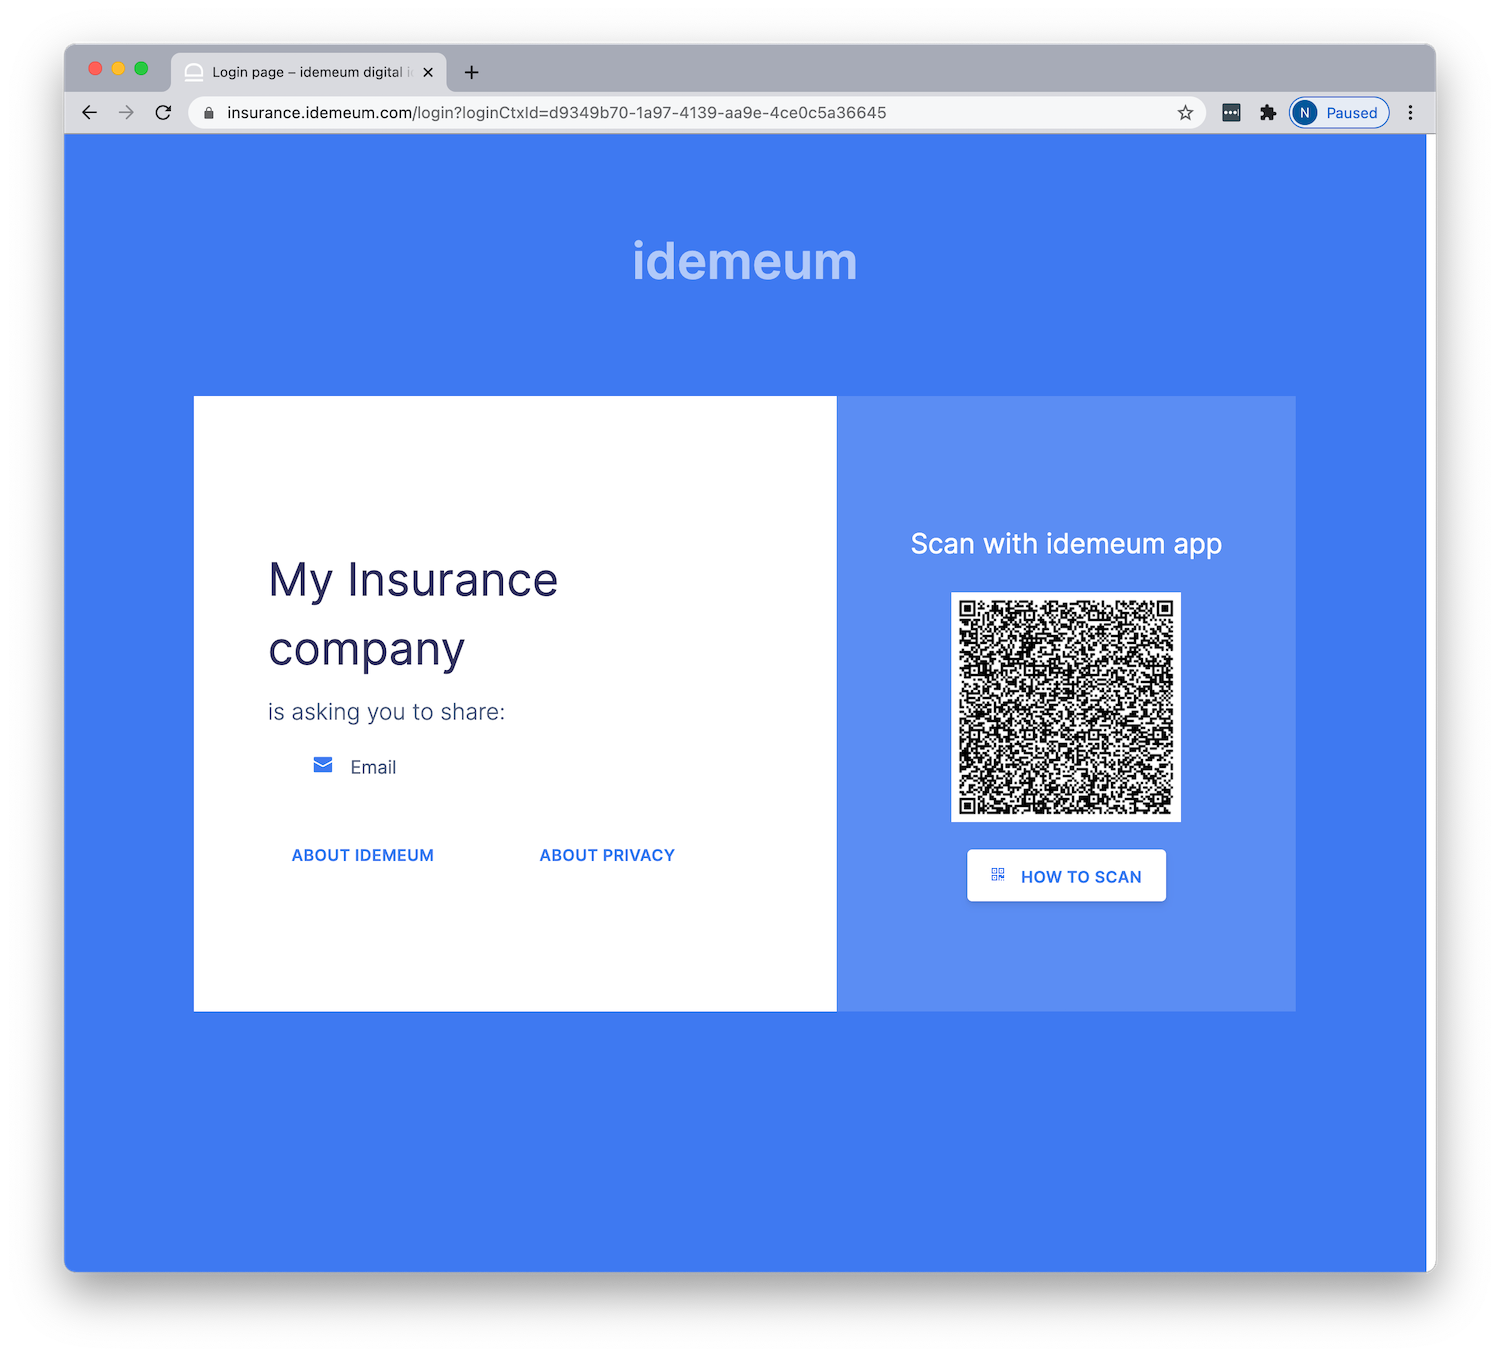 Login page – idemeum digital
insurance.idemeum.com/login?loginCtxId=d9349b70-1a97-4139-aa9e-4ce0c5a36645
N Paused
idemeum
My Insurance
company
is asking you to share:
Email
ABOUT IDEMEUM ABOUT PRIVACY
Scan with idemeum app
HOW TO SCAN